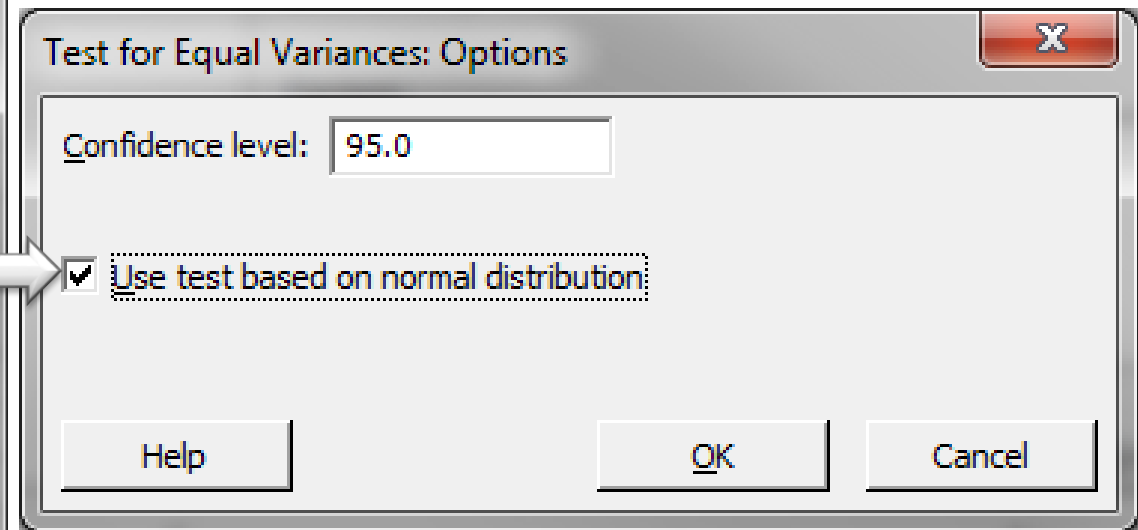 Test for Equal Variances: Options
Confidence level: 95.0
Use test based on normal distribution
Help OK Cancel